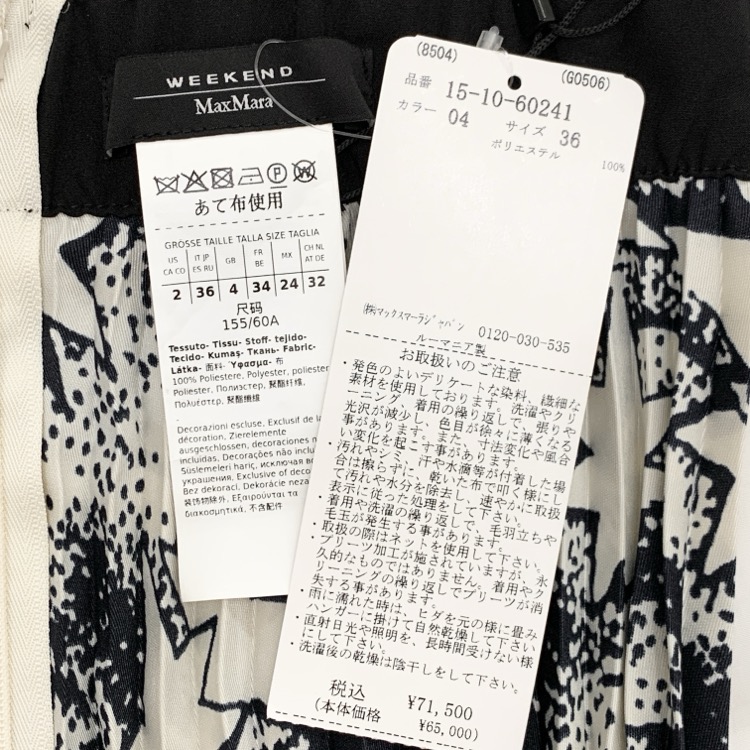 WEEKEND
MaxMara
あて布使用
GRÖSSE TAILLE TALLA SIZE TAGLIA
US CA CO
IT JP ES RU
GB
FR BE
MX
CH NL AT DE
2 36 4 34 24 32
尺码
155/60A
Tessuto- Tissu- Stoff- tejido-
Tecido- Kumaş- Ткань- Fabric-
Látka- 面料- Ύφασμα- 布
100% Poliestere, Polyester, poliester
Poliester, Полиэстер, 聚酯纤维,
Πολυέστερ, 聚酯纖維
Decorazioni escluse. Exclusif de la
décoration, Zierelemente
ausgeschlossen, decoraciones n
incluidas, Decorações não incluí
Süslemeleri hariç, исключая во
украшения. Exclusive of decora
Bez dekoraci, Dekorácie neza
装饰物除外, Εξαιρούνται τα
διακοσμητικά, 不含配件
(8504)
(G0506)
品番 15-10-60241
カラー 04 サイズ 36
ポリエステル 100%
㈱マックスマーラジャパン 0120-030-535
ルーマニア製
お取扱いのご注意
・発色のよいデリケートな染料、繊細な
素材を使用しております。洗濯やクリ
ーニング、着用の繰り返しで、張りや
光沢が減少し、色目が徐々に薄くなる
事があります。また、寸法変化や風合
い変化を起こす事があります。
・汚れやシミ、汗や水滴等が付着した場
合は擦らずに、乾いた布で叩く様にし
て汚れや水分を除去し、速やかに取扱
表示に従った処理をして下さい。
・着用や洗濯の繰り返しで、毛羽立ちや
毛玉が発生する事があります。
・取扱の際はネットを使用して下さい。
・プリーツ加工が施されていますが、永
久的なものではありません。着用やク
リーニングの繰り返しでプリーツが消
失する事があります。
・雨に濡れた時は、ヒダを元の様に畳み
ハンガーに掛けて自然乾燥して下さい
・直射日光や照明を、長時間受けない様
にして下さい。
・洗濯後の乾燥は陰干しをして下さい。
税込 ¥71,500
(本体価格 ¥65,000)